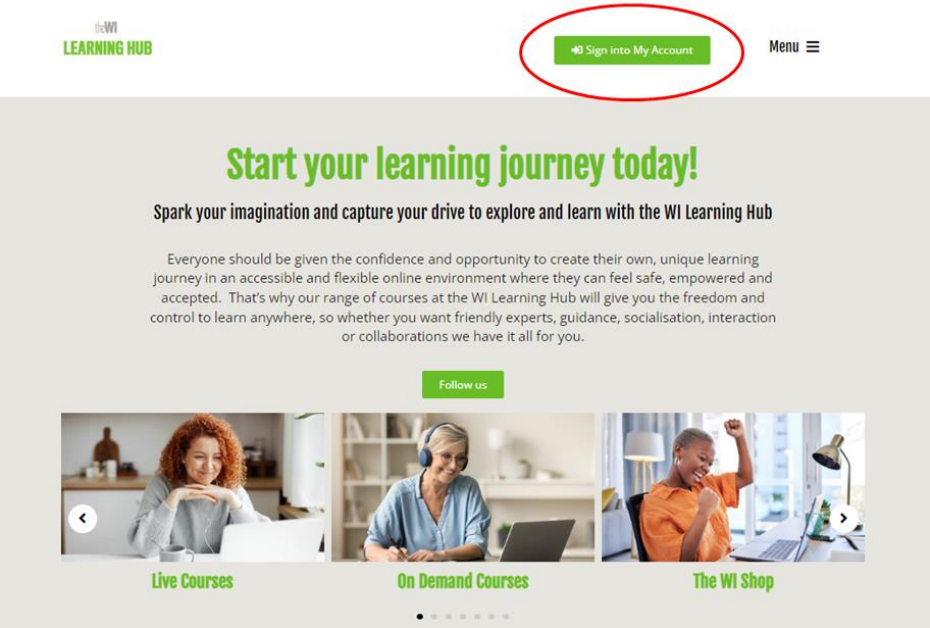 theWI
LEARNING HUB
Sign into My Account
Menu
Start your learning journey today!
Spark your imagination and capture your drive to explore and learn with the WI Learning Hub
Everyone should be given the confidence and opportunity to create their own, unique learning
journey in an accessible and flexible online environment where they can feel safe, empowered and
accepted.  That's why our range of courses at the WI Learning Hub will give you the freedom and
control to learn anywhere, so whether you want friendly experts, guidance, socialisation, interaction
or collaborations we have it all for you.
Follow us
Live Courses
On Demand Courses
The WI Shop